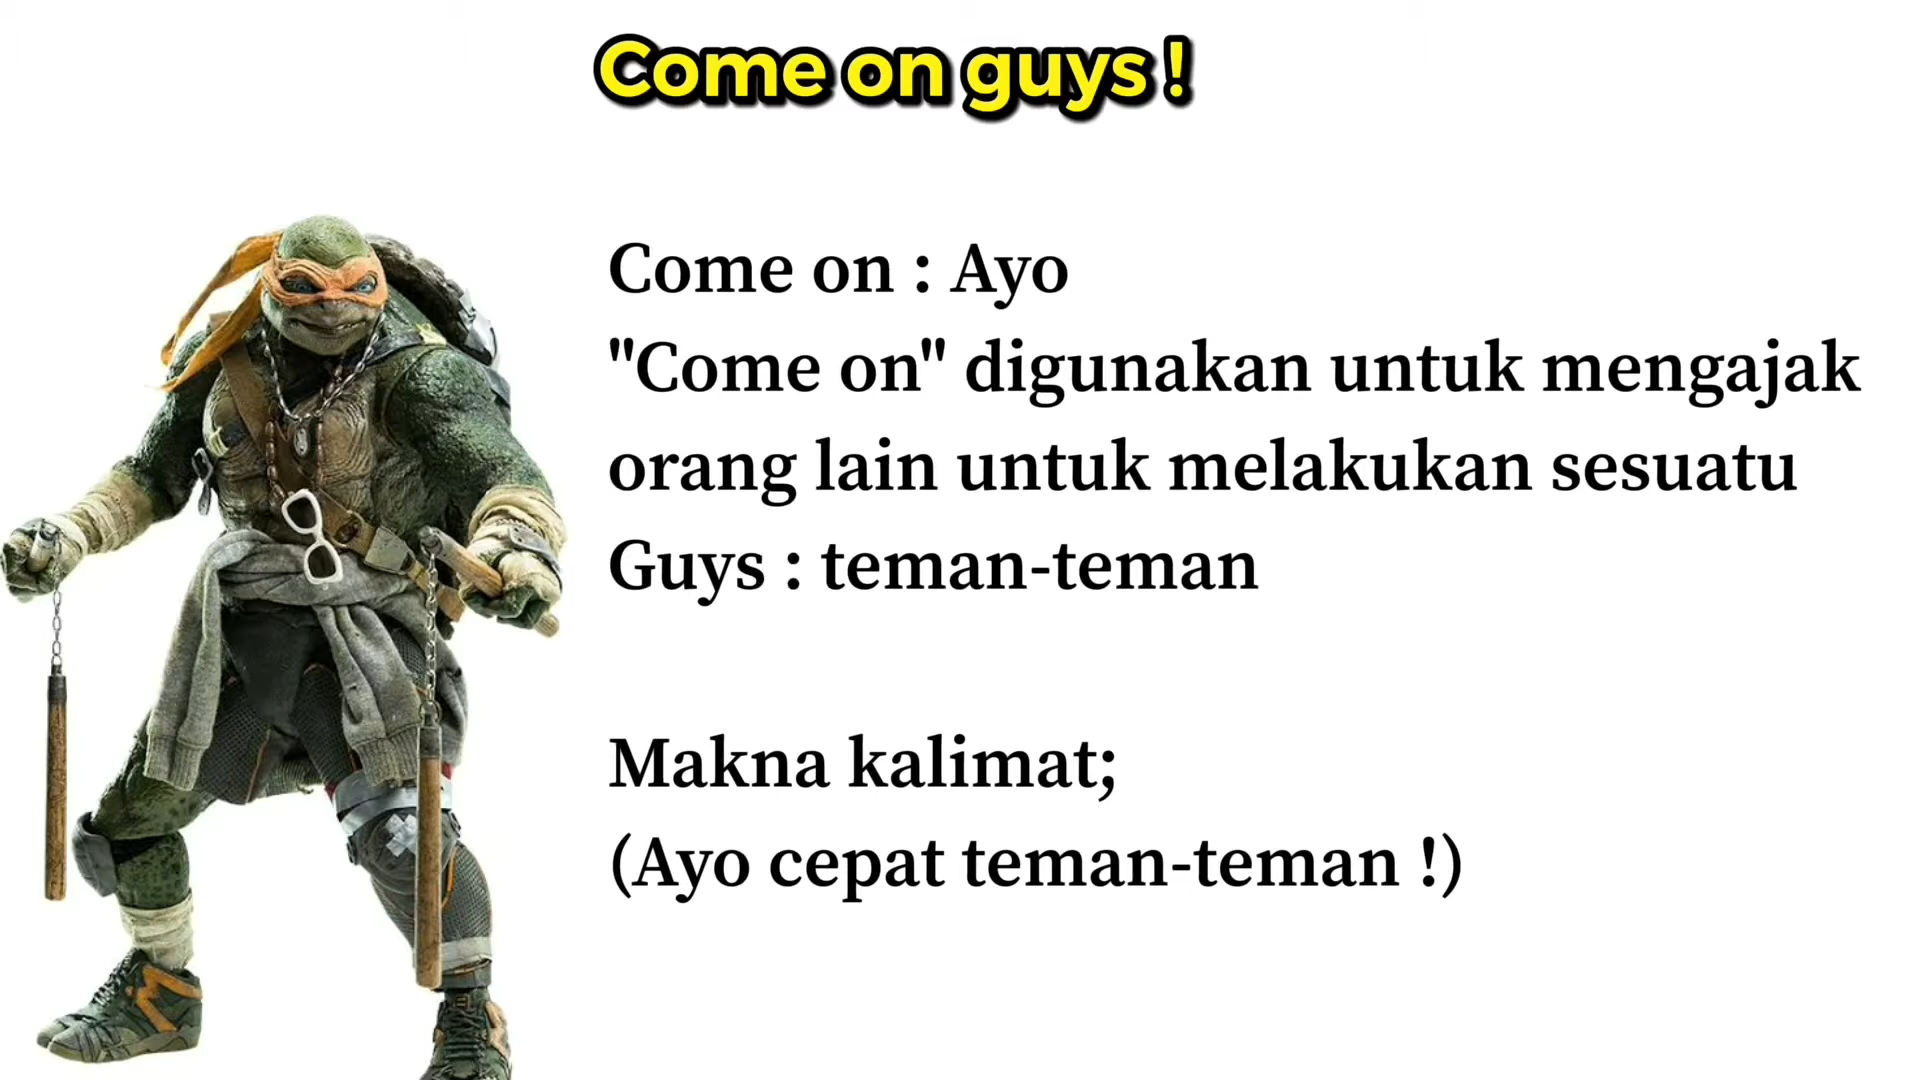 Come on guys !
Come on : Ayo
"Come on" digunakan untuk mengajak
orang lain untuk melakukan sesuatu
Guys : teman-teman
Makna kalimat;
(Ayo cepat teman-teman !)